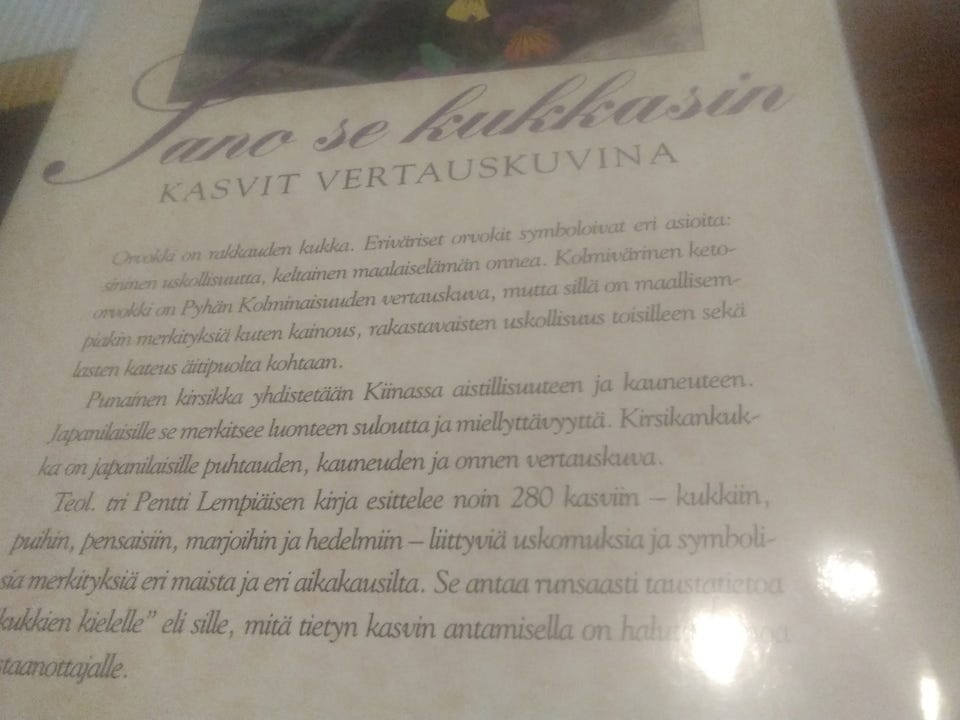 Sano se kukkasin
KASVIT VERTAUSKUVINA
Orvokki on rakkauden kukka. Eriväriset orvokit symboloivat eri asioita:
sininen uskollisuutta, keltainen maalaiselämän onnea. Kolmivärinen keto-
orvokki on Pyhän Kolminaisuuden vertauskuva, mutta sillä on maallisem-
piakin merkityksiä kuten kainous, rakastavaisten uskollisuus toisilleen sekä
lasten kateus äitipuolta kohtaan.
Punainen kirsikka yhdistetään Kiinassa aistillisuuteen ja kauneuteen.
Japanilaisille se merkitsee luonteen suloutta ja miellyttävyyttä. Kirsikankuk-
ka on japanilaisille puhtauden, kauneuden ja onnen vertauskuva.
Teol. tri Pentti Lempiäisen kirja esittelee noin 280 kasviin – kukkiin,
puihin, pensaisiin, marjoihin ja hedelmiin – liittyviä uskomuksia ja symboli-
sia merkityksiä eri maista ja eri aikakausilta. Se antaa runsaasti taustatietoa
kukkien kielelle" eli sille, mitä tietyn kasvin antamisella on
staanottajalle.